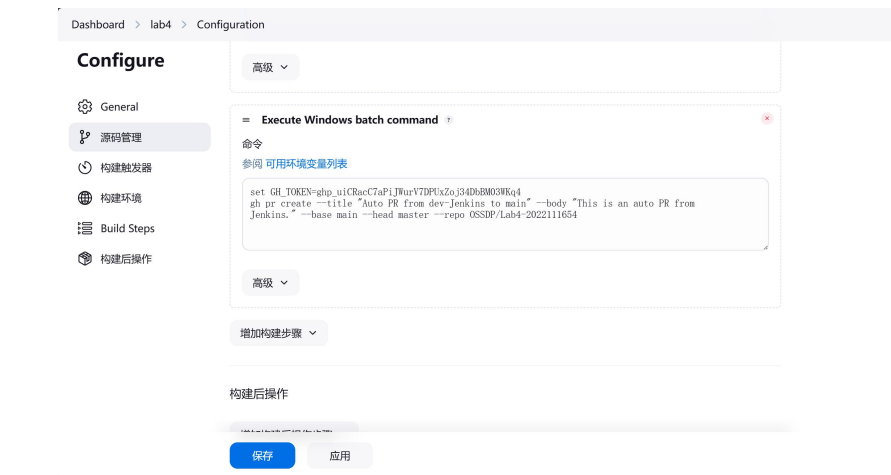 Dashboard > lab4 > Configuration
Configure
高级
General
源码管理
构建触发器
构建环境
Build Steps
构建后操作
Execute Windows batch command ?
命令
参阅 可用环境变量列表
set GH_TOKEN=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
gh pr create --title "Auto PR from dev-Jenkins to main" --body "This is an auto PR from
Jenkins." --base main --head master --repo OSSDP/Lab4-2022111654
高级
增加构建步骤
构建后操作
保存
应用